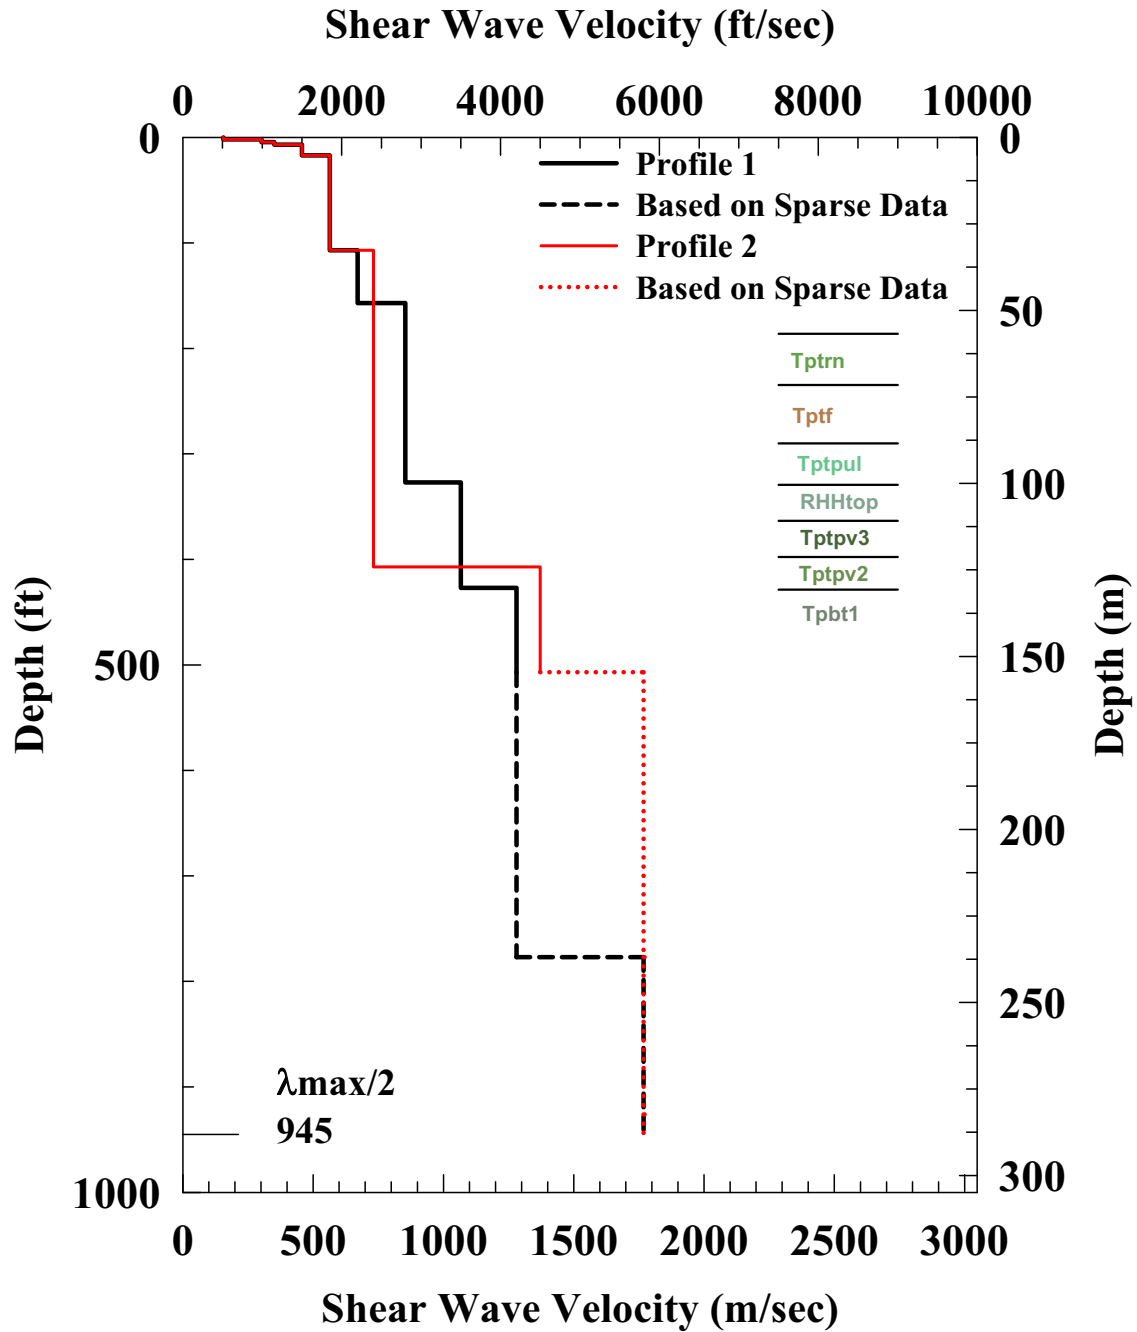 Shear Wave Velocity (ft/sec)
0 2000 4000 6000 8000 10000
0 0
Profile 1
Based on Sparse Data
Profile 2
Based on Sparse Data
50
Tptrn
Tptf
Tptpul
100
RHHtop
Tptpv3
Tptpv2
Tpbt1
Depth (ft)
Depth (m)
500 150
200
250
λmax/2
945
1000 300
0 500 1000 1500 2000 2500 3000
Shear Wave Velocity (m/sec)